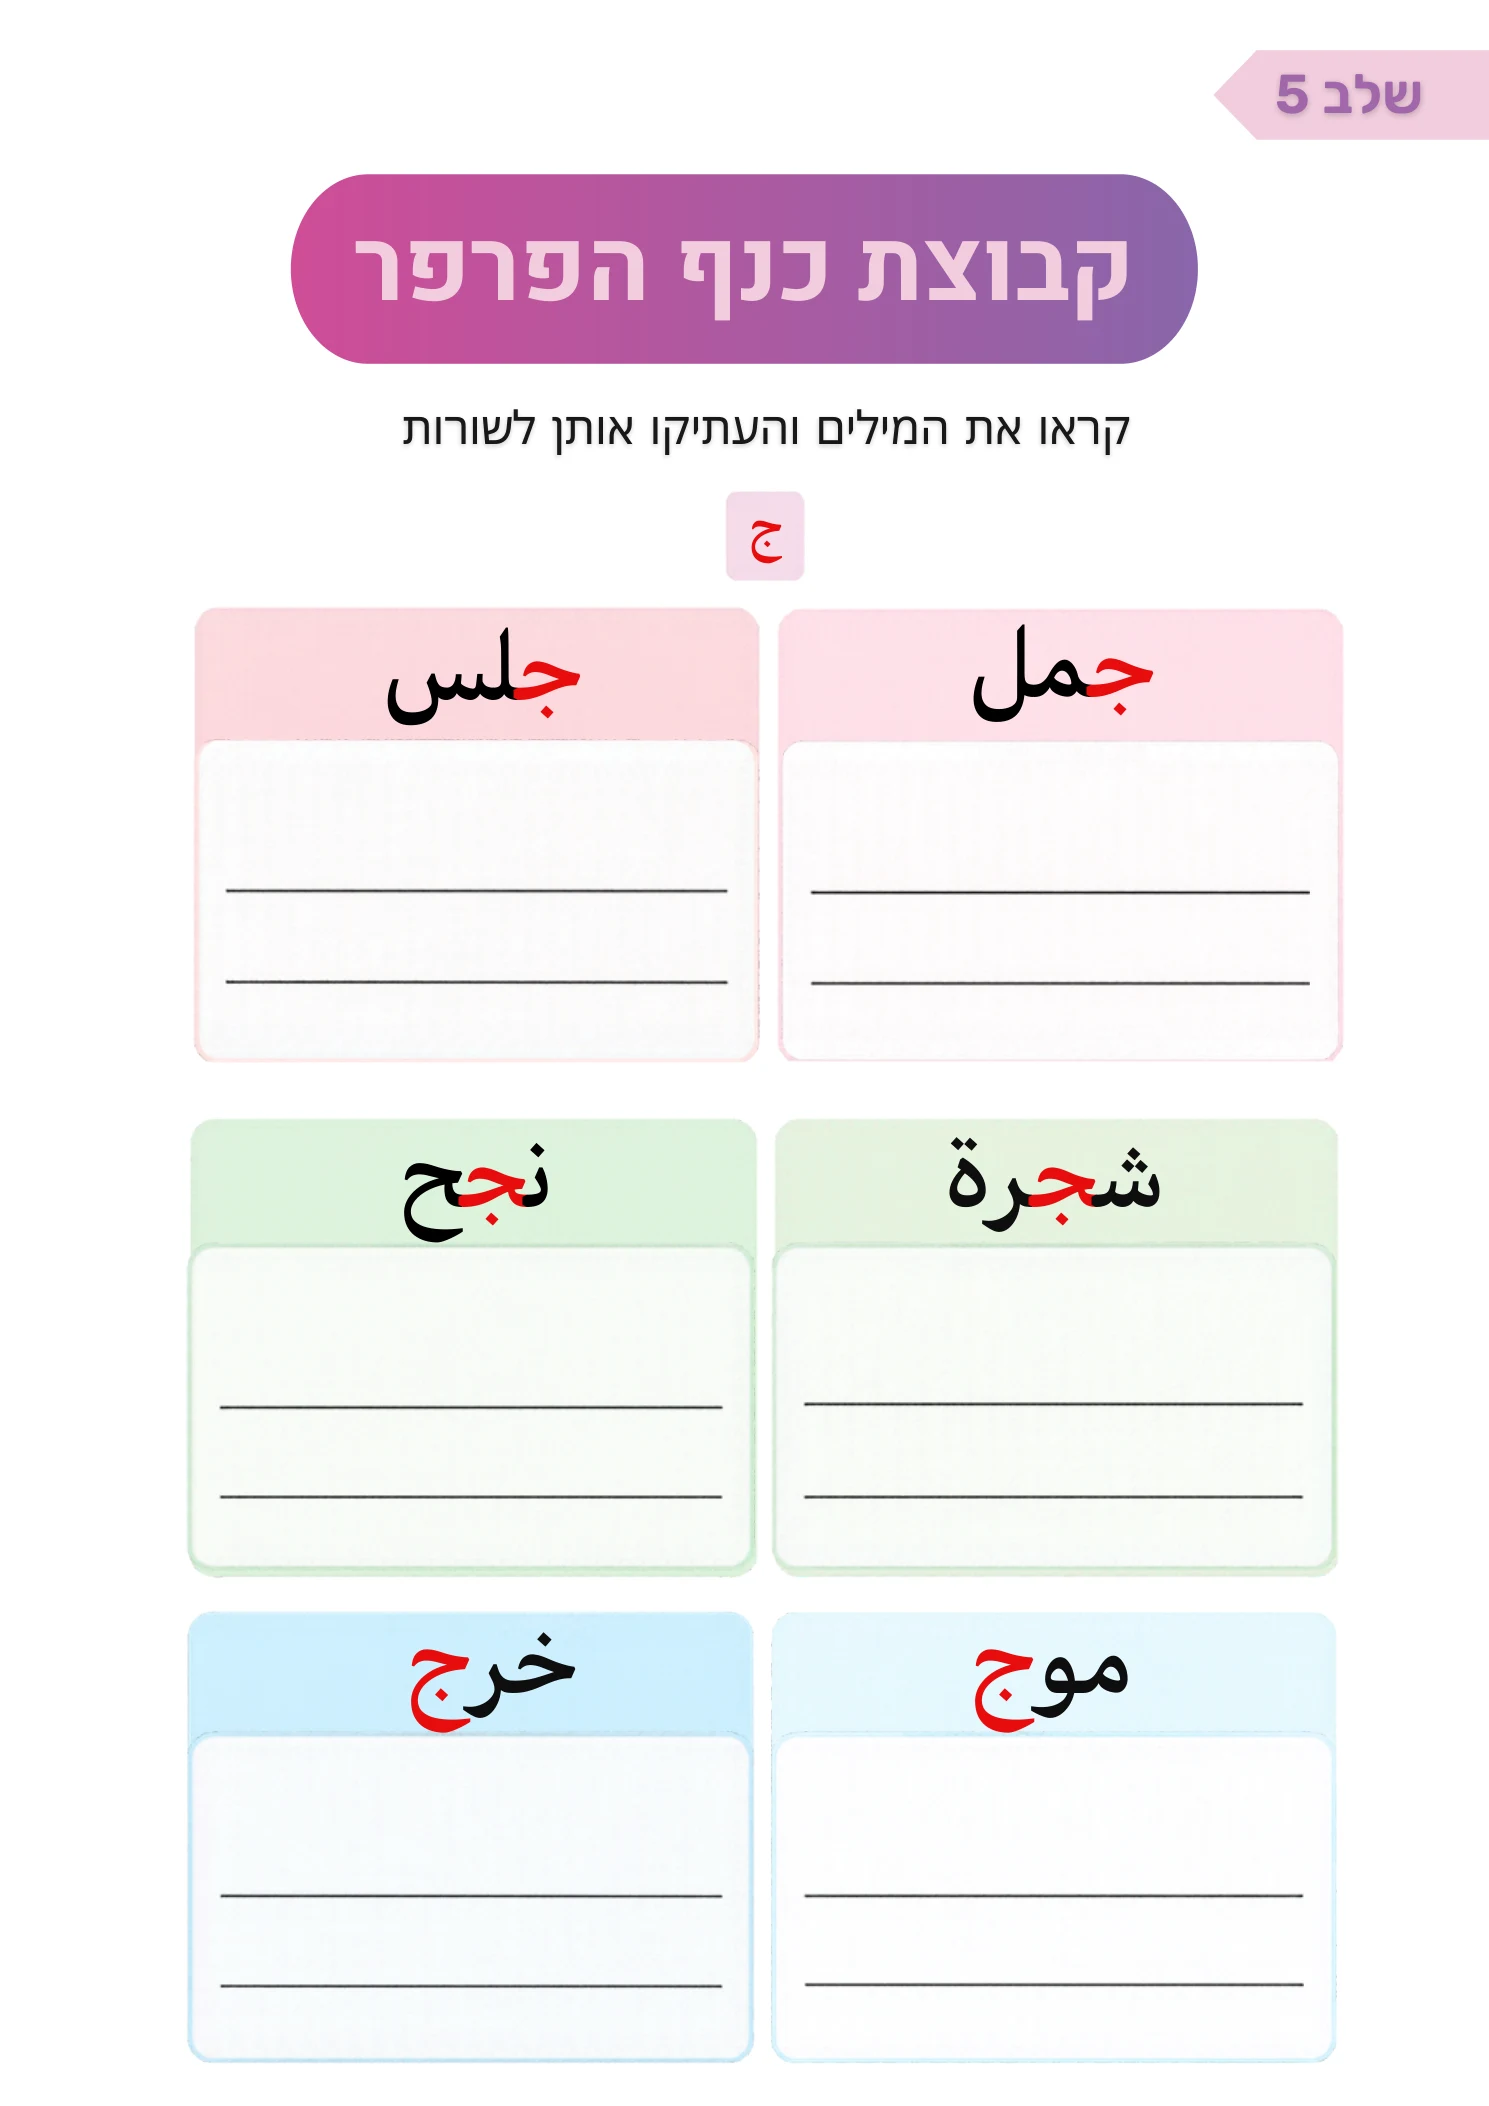 שלב 5
קבוצת כנף הפרפר
קראו את המילים והעתיקו אותן לשורות
ج
جمل
جلس
شجرة
نجح
موج
خرج